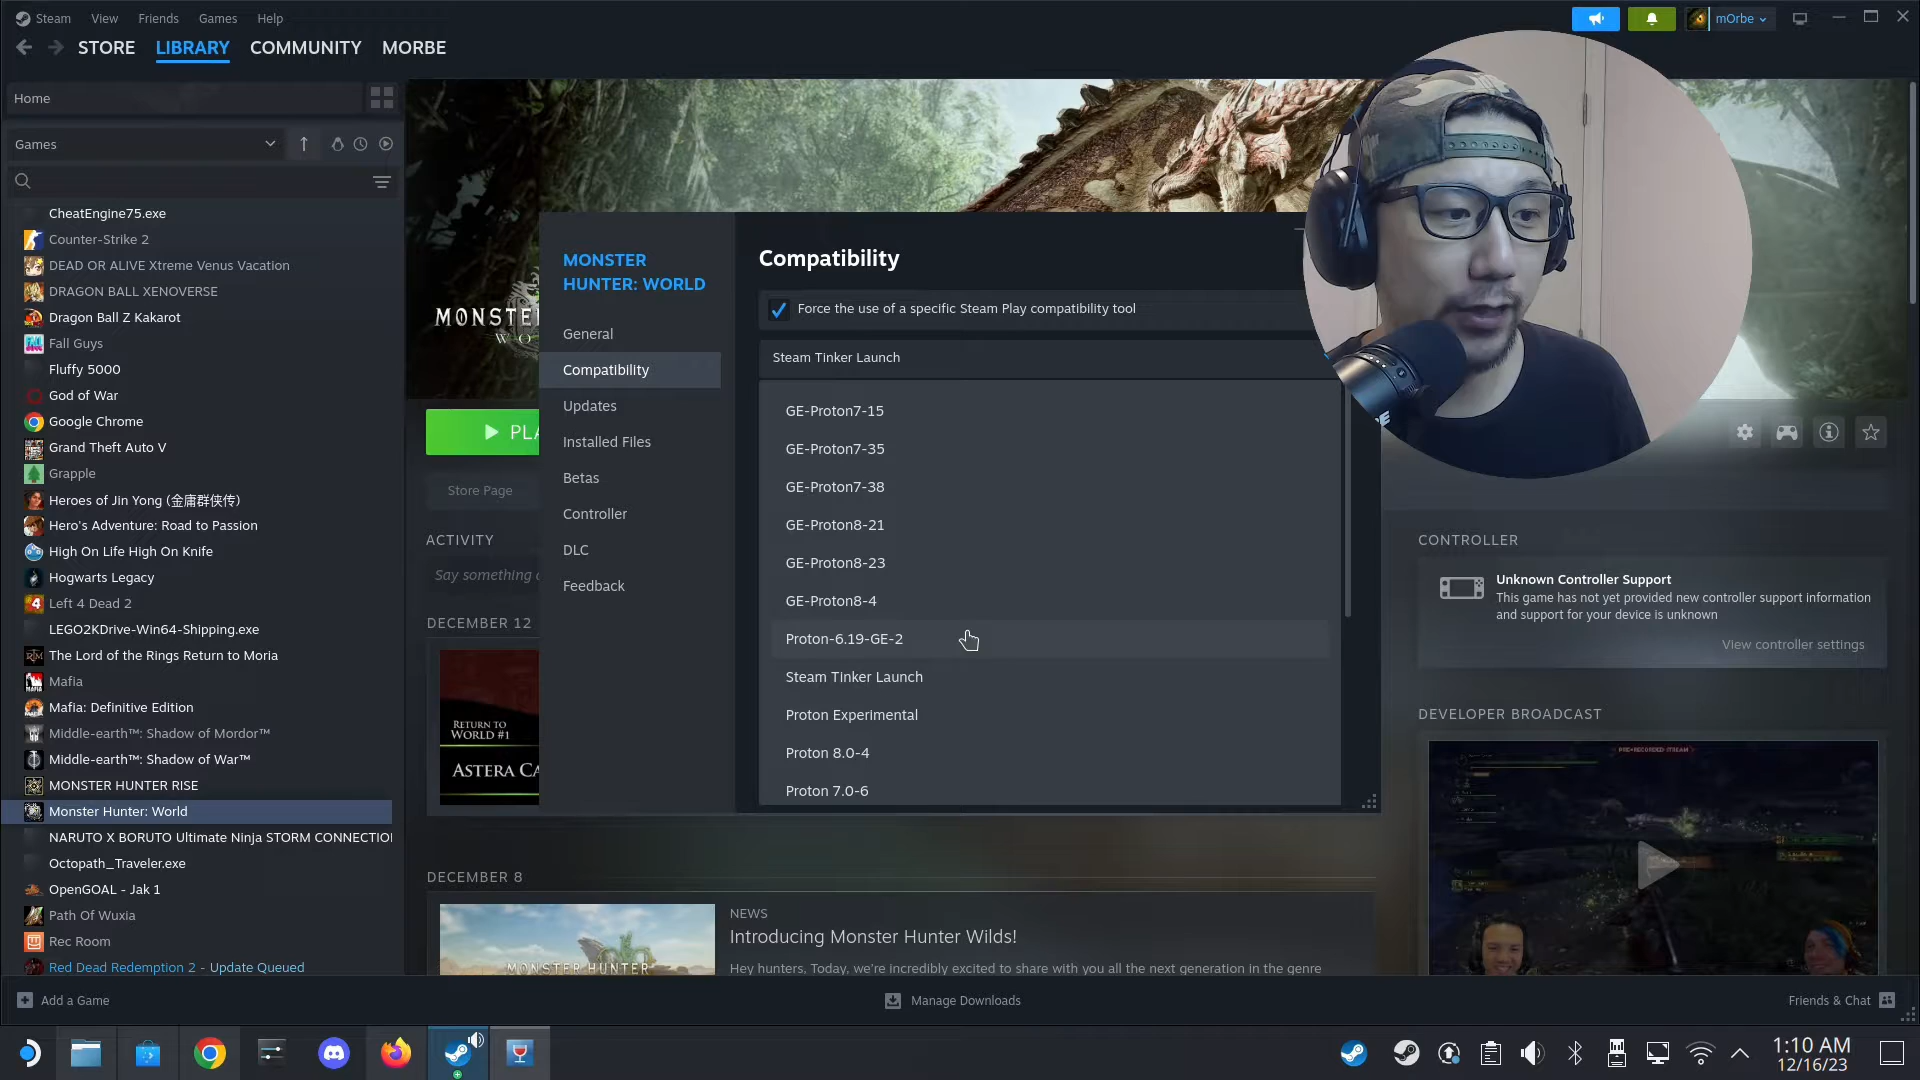 Steam View Friends Games Help
mOrbe
STORE LIBRARY COMMUNITY MORBE
Home
Games
CheatEngine75.exe
Counter-Strike 2
DEAD OR ALIVE Xtreme Venus Vacation
DRAGON BALL XENOVERSE
Dragon Ball Z Kakarot
Fall Guys
Fluffy 5000
God of War
Google Chrome
Grand Theft Auto V
Grapple
Heroes of Jin Yong (金庸群侠传)
Hero's Adventure: Road to Passion
High On Life High On Knife
Hogwarts Legacy
Left 4 Dead 2
LEGO2KDrive-Win64-Shipping.exe
The Lord of the Rings Return to Moria
Mafia
Mafia: Definitive Edition
Middle-earth™: Shadow of Mordor™
Middle-earth™: Shadow of War™
MONSTER HUNTER RISE
Monster Hunter: World
NARUTO X BORUTO Ultimate Ninja STORM CONNECTIO
Octopath_Traveler.exe
OpenGOAL - Jak 1
Path Of Wuxia
Rec Room
Red Dead Redemption 2 - Update Queued
MONSTE
WO
PLA
Store Page
ACTIVITY
Say something
DECEMBER 12
RETURN TO
WORLD #1
ASTERA CA
MONSTER
HUNTER: WORLD
General
Compatibility
Updates
Installed Files
Betas
Controller
DLC
Feedback
Compatibility
Force the use of a specific Steam Play compatibility tool
Steam Tinker Launch
GE-Proton7-15
GE-Proton7-35
GE-Proton7-38
GE-Proton8-21
GE-Proton8-23
GE-Proton8-4
Proton-6.19-GE-2
Steam Tinker Launch
Proton Experimental
Proton 8.0-4
Proton 7.0-6
DECEMBER 8
MONSTER HUNTER
NEWS
Introducing Monster Hunter Wilds!
Hey hunters, Today, we're incredibly excited to share with you all the next generation in the genre
CONTROLLER
Unknown Controller Support
This game has not yet provided new controller support information
and support for your device is unknown
View controller settings
DEVELOPER BROADCAST
PRE-RECORDED STREAM
Add a Game
Manage Downloads
Friends & Chat
1:10 AM
12/16/23